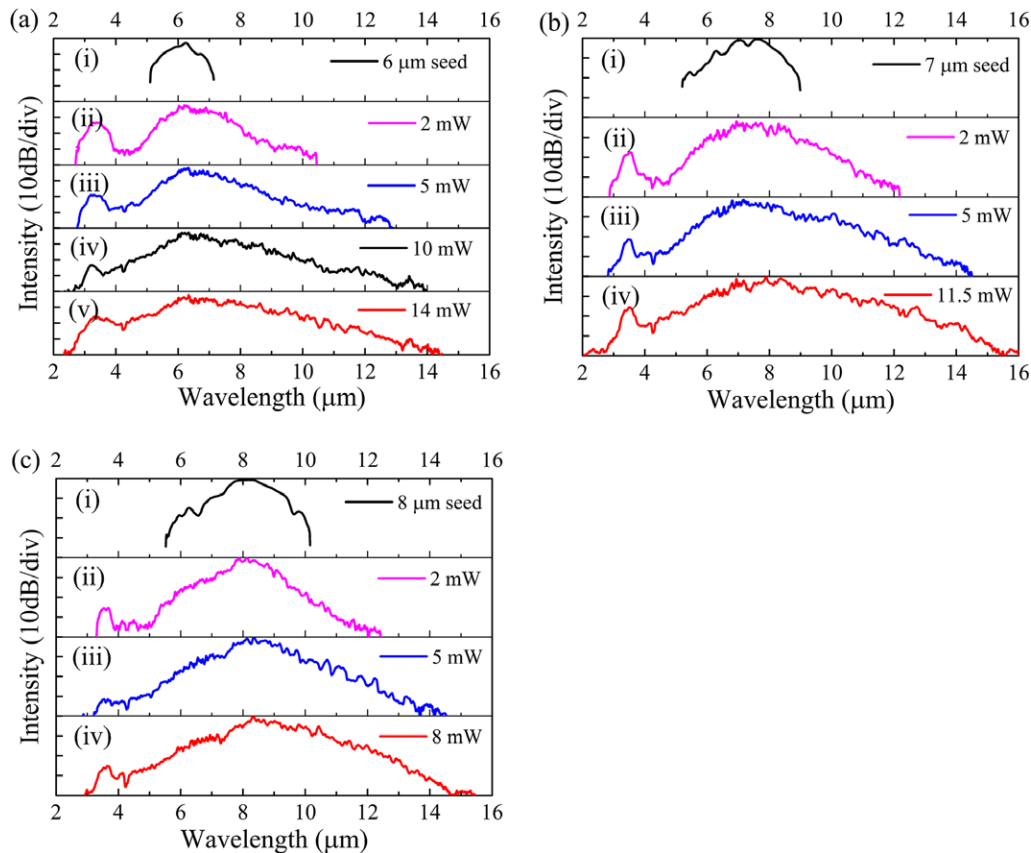 (a)
2 4 6 8 10 12 14 16
(i)
6 μm seed
(ii)
2 mW
(iii)
5 mW
(iv)
10 mW
(v)
14 mW
Intensity (10dB/div)
2 4 6 8 10 12 14 16
Wavelength (μm)
(b)
2 4 6 8 10 12 14 16
(i)
7 μm seed
(ii)
2 mW
(iii)
5 mW
(iv)
11.5 mW
Intensity (10dB/div)
2 4 6 8 10 12 14 16
Wavelength (μm)
(c)
2 4 6 8 10 12 14 16
(i)
8 μm seed
(ii)
2 mW
(iii)
5 mW
(iv)
8 mW
Intensity (10dB/div)
2 4 6 8 10 12 14 16
Wavelength (μm)